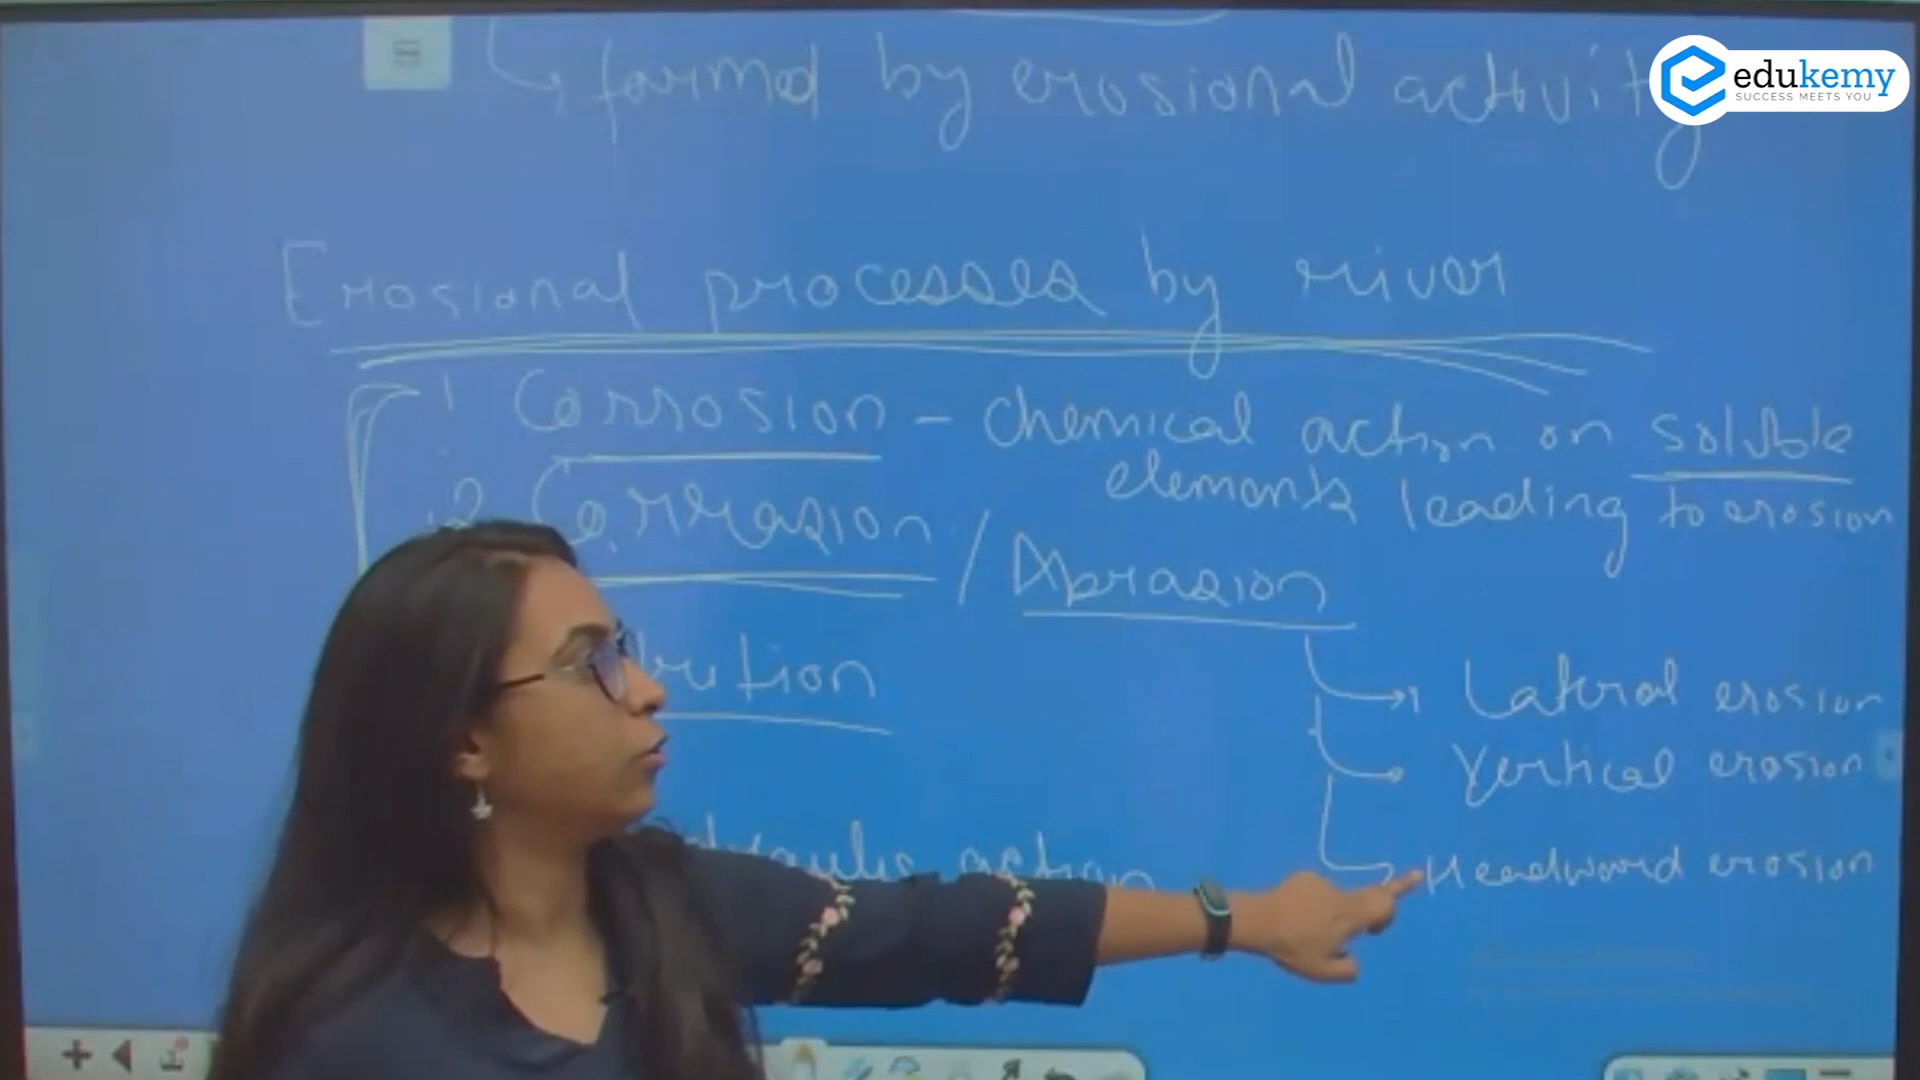 edukemy
SUCCESS MEETS YOU
formed by erosional activity
Erosional processes by river
1 Corrosion - chemical action on soluble
elements leading to erosion
2 Corrasion / Abrasion
Lateral erosion
Vertical erosion
action
Headward erosion